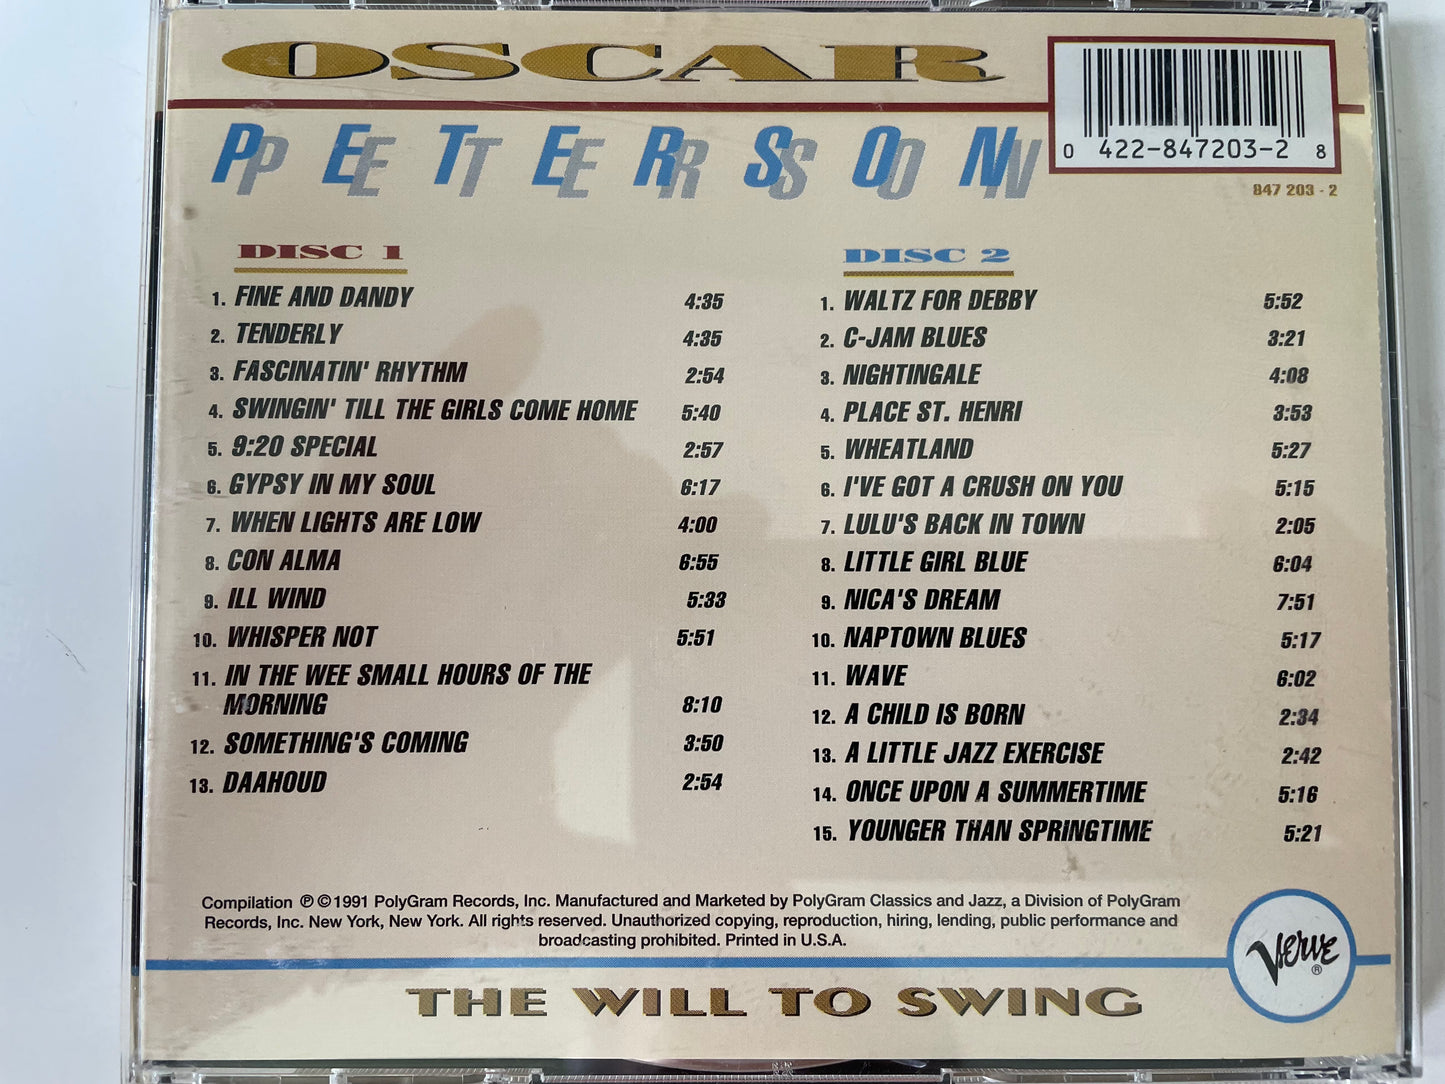 OSCAR
PETERSON
0 422-847203-2 8
847 203 - 2
DISC 1
1. FINE AND DANDY 4:35
2. TENDERLY 4:35
3. FASCINATIN' RHYTHM 2:54
4. SWINGIN' TILL THE GIRLS COME HOME 5:40
5. 9:20 SPECIAL 2:57
6. GYPSY IN MY SOUL 6:17
7. WHEN LIGHTS ARE LOW 4:00
8. CON ALMA 6:55
9. ILL WIND 5:33
10. WHISPER NOT 5:51
11. IN THE WEE SMALL HOURS OF THE
MORNING 8:10
12. SOMETHING'S COMING 3:50
13. DAAHOUD 2:54
DISC 2
1. WALTZ FOR DEBBY 5:52
2. C-JAM BLUES 3:21
3. NIGHTINGALE 4:08
4. PLACE ST. HENRI 3:53
5. WHEATLAND 5:27
6. I'VE GOT A CRUSH ON YOU 5:15
7. LULU'S BACK IN TOWN 2:05
8. LITTLE GIRL BLUE 6:04
9. NICA'S DREAM 7:51
10. NAPTOWN BLUES 5:17
11. WAVE 6:02
12. A CHILD IS BORN 2:34
13. A LITTLE JAZZ EXERCISE 2:42
14. ONCE UPON A SUMMERTIME 5:16
15. YOUNGER THAN SPRINGTIME 5:21
Compilation ℗ © 1991 PolyGram Records, Inc. Manufactured and Marketed by PolyGram Classics and Jazz, a Division of PolyGram
Records, Inc. New York, New York. All rights reserved. Unauthorized copying, reproduction, hiring, lending, public performance and
broadcasting prohibited. Printed in U.S.A.
VERVE ®
THE WILL TO SWING